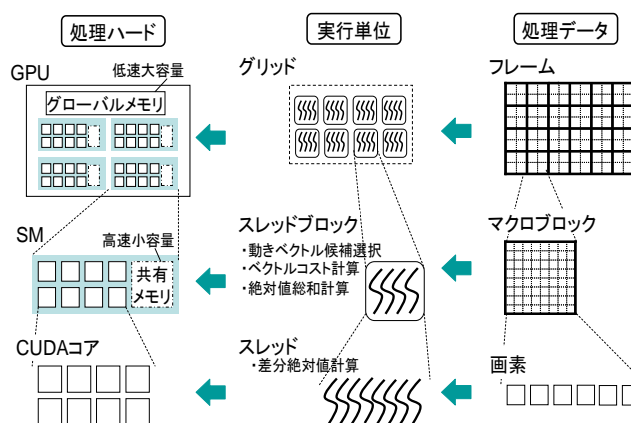 処理ハード
実行単位
処理データ
GPU
低速大容量
グリッド
フレーム
グローバルメモリ
SM
高速小容量
スレッドブロック
マクロブロック
・動きベクトル候補選択
・ベクトルコスト計算
・絶対値総和計算
共有
メモリ
CUDAコア
スレッド
・差分絶対値計算
画素